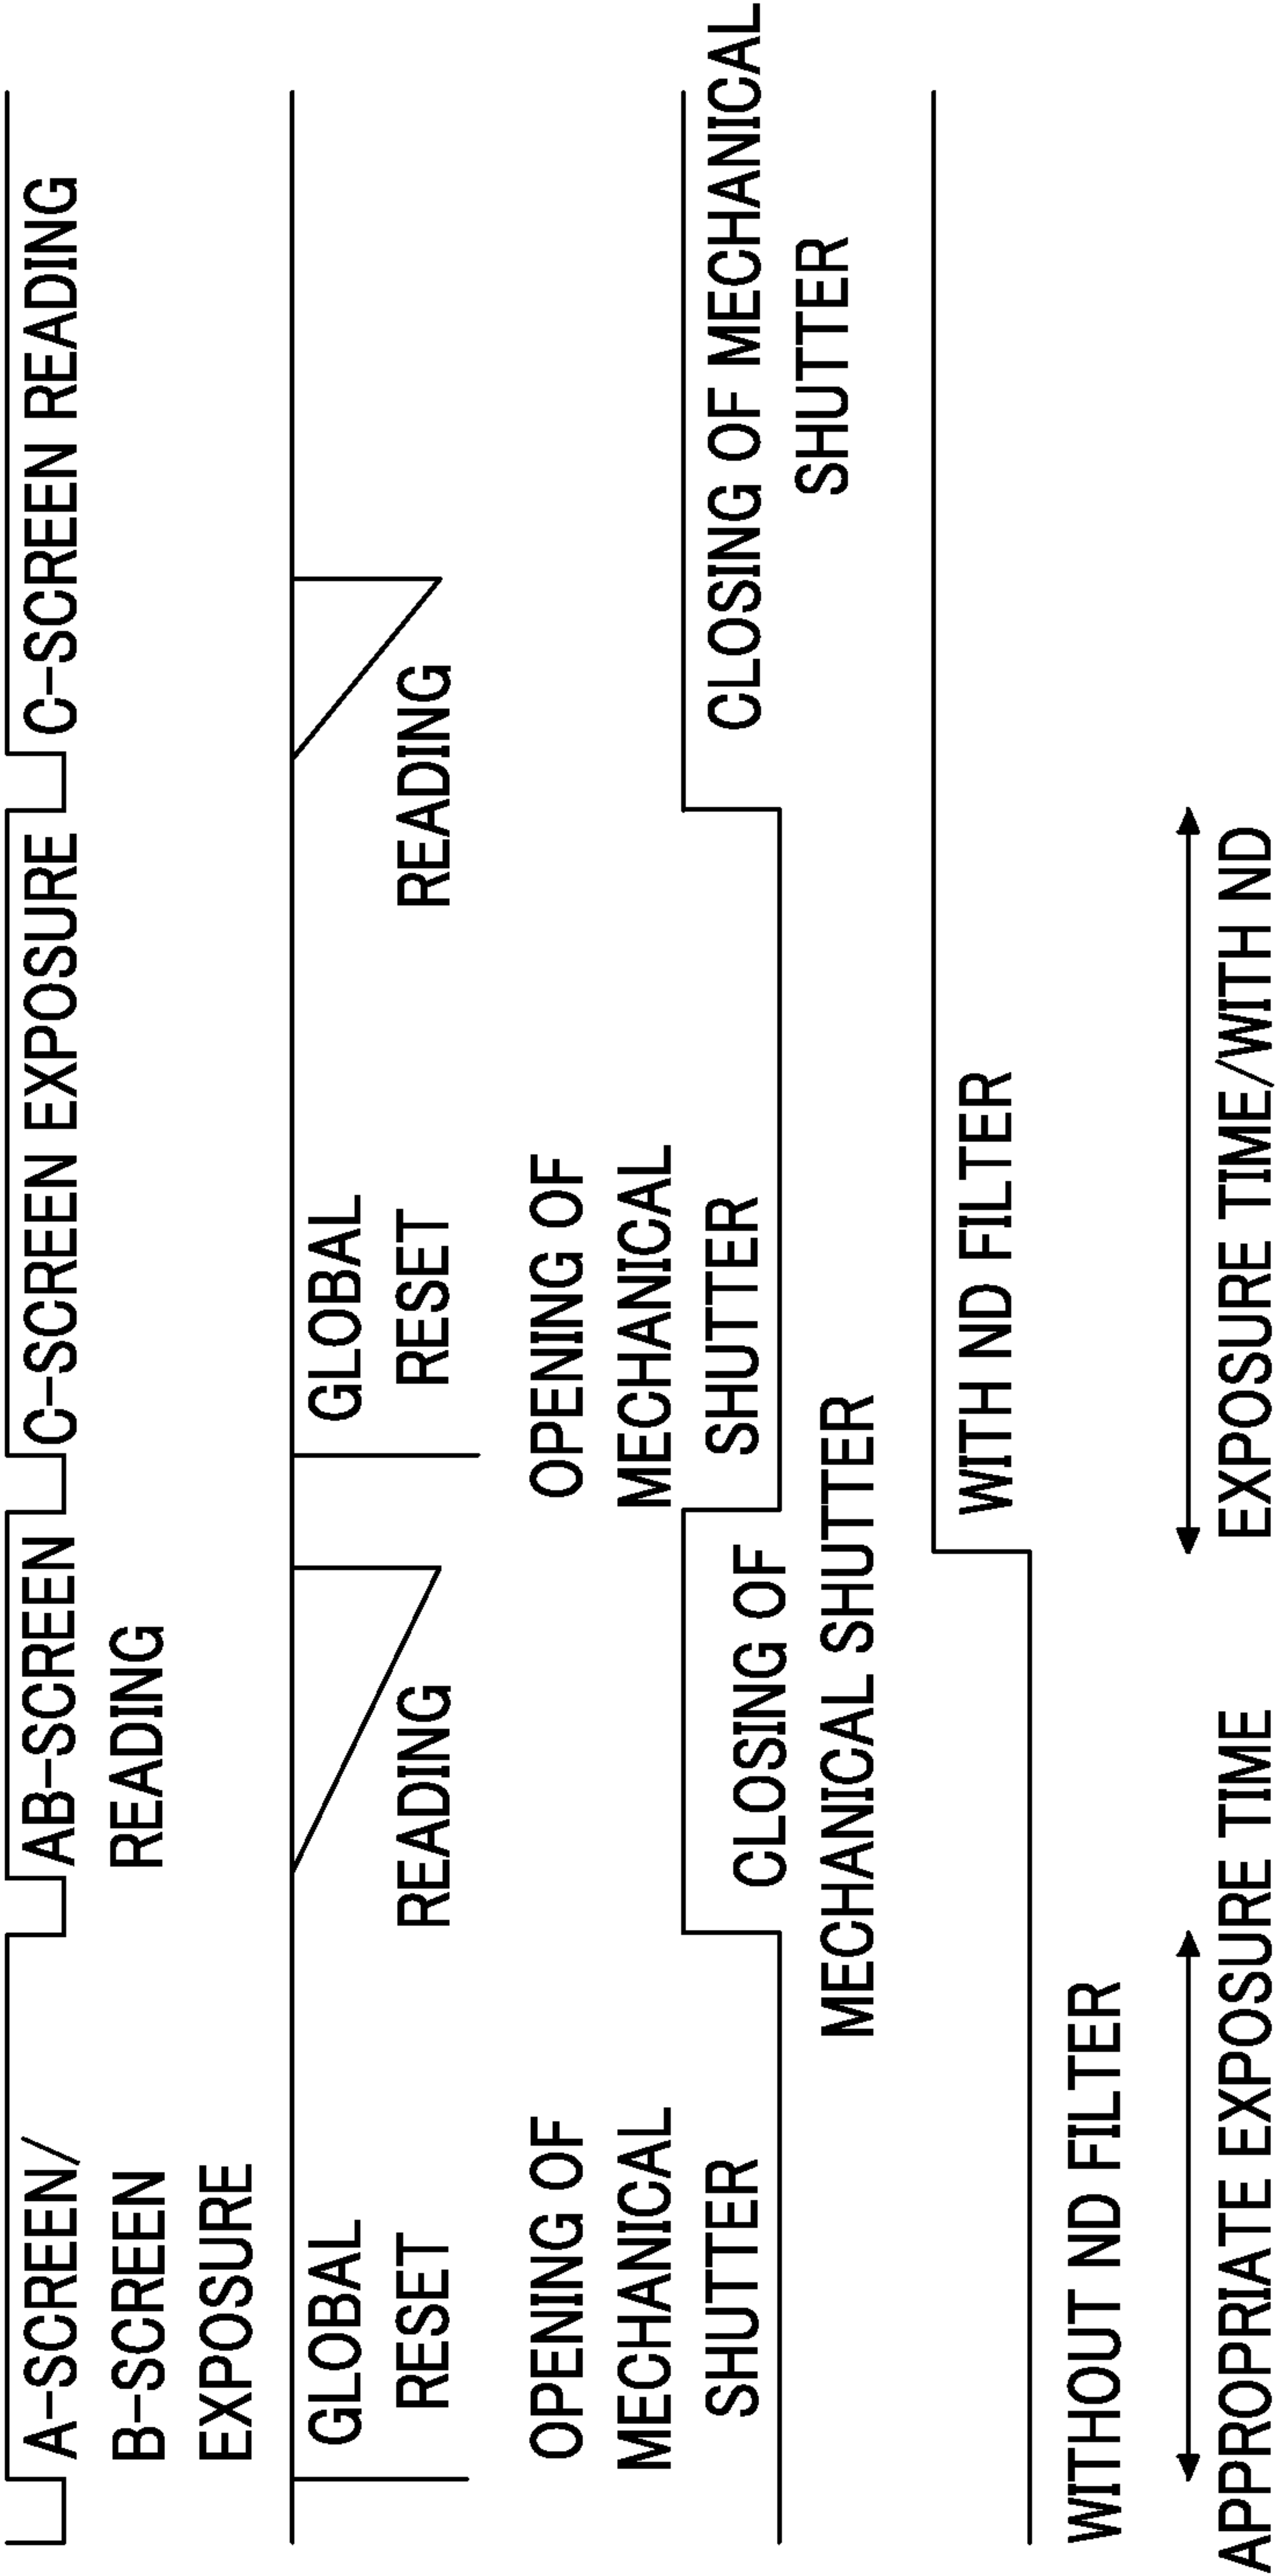 A-SCREEN/
B-SCREEN
EXPOSURE
AB-SCREEN
READING
C-SCREEN EXPOSURE
C-SCREEN READING
GLOBAL
RESET
READING
GLOBAL
RESET
READING
OPENING OF
MECHANICAL
SHUTTER
CLOSING OF
MECHANICAL SHUTTER
OPENING OF
MECHANICAL
SHUTTER
CLOSING OF MECHANICAL
SHUTTER
WITHOUT ND FILTER
WITH ND FILTER
APPROPRIATE EXPOSURE TIME
EXPOSURE TIME/WITH ND